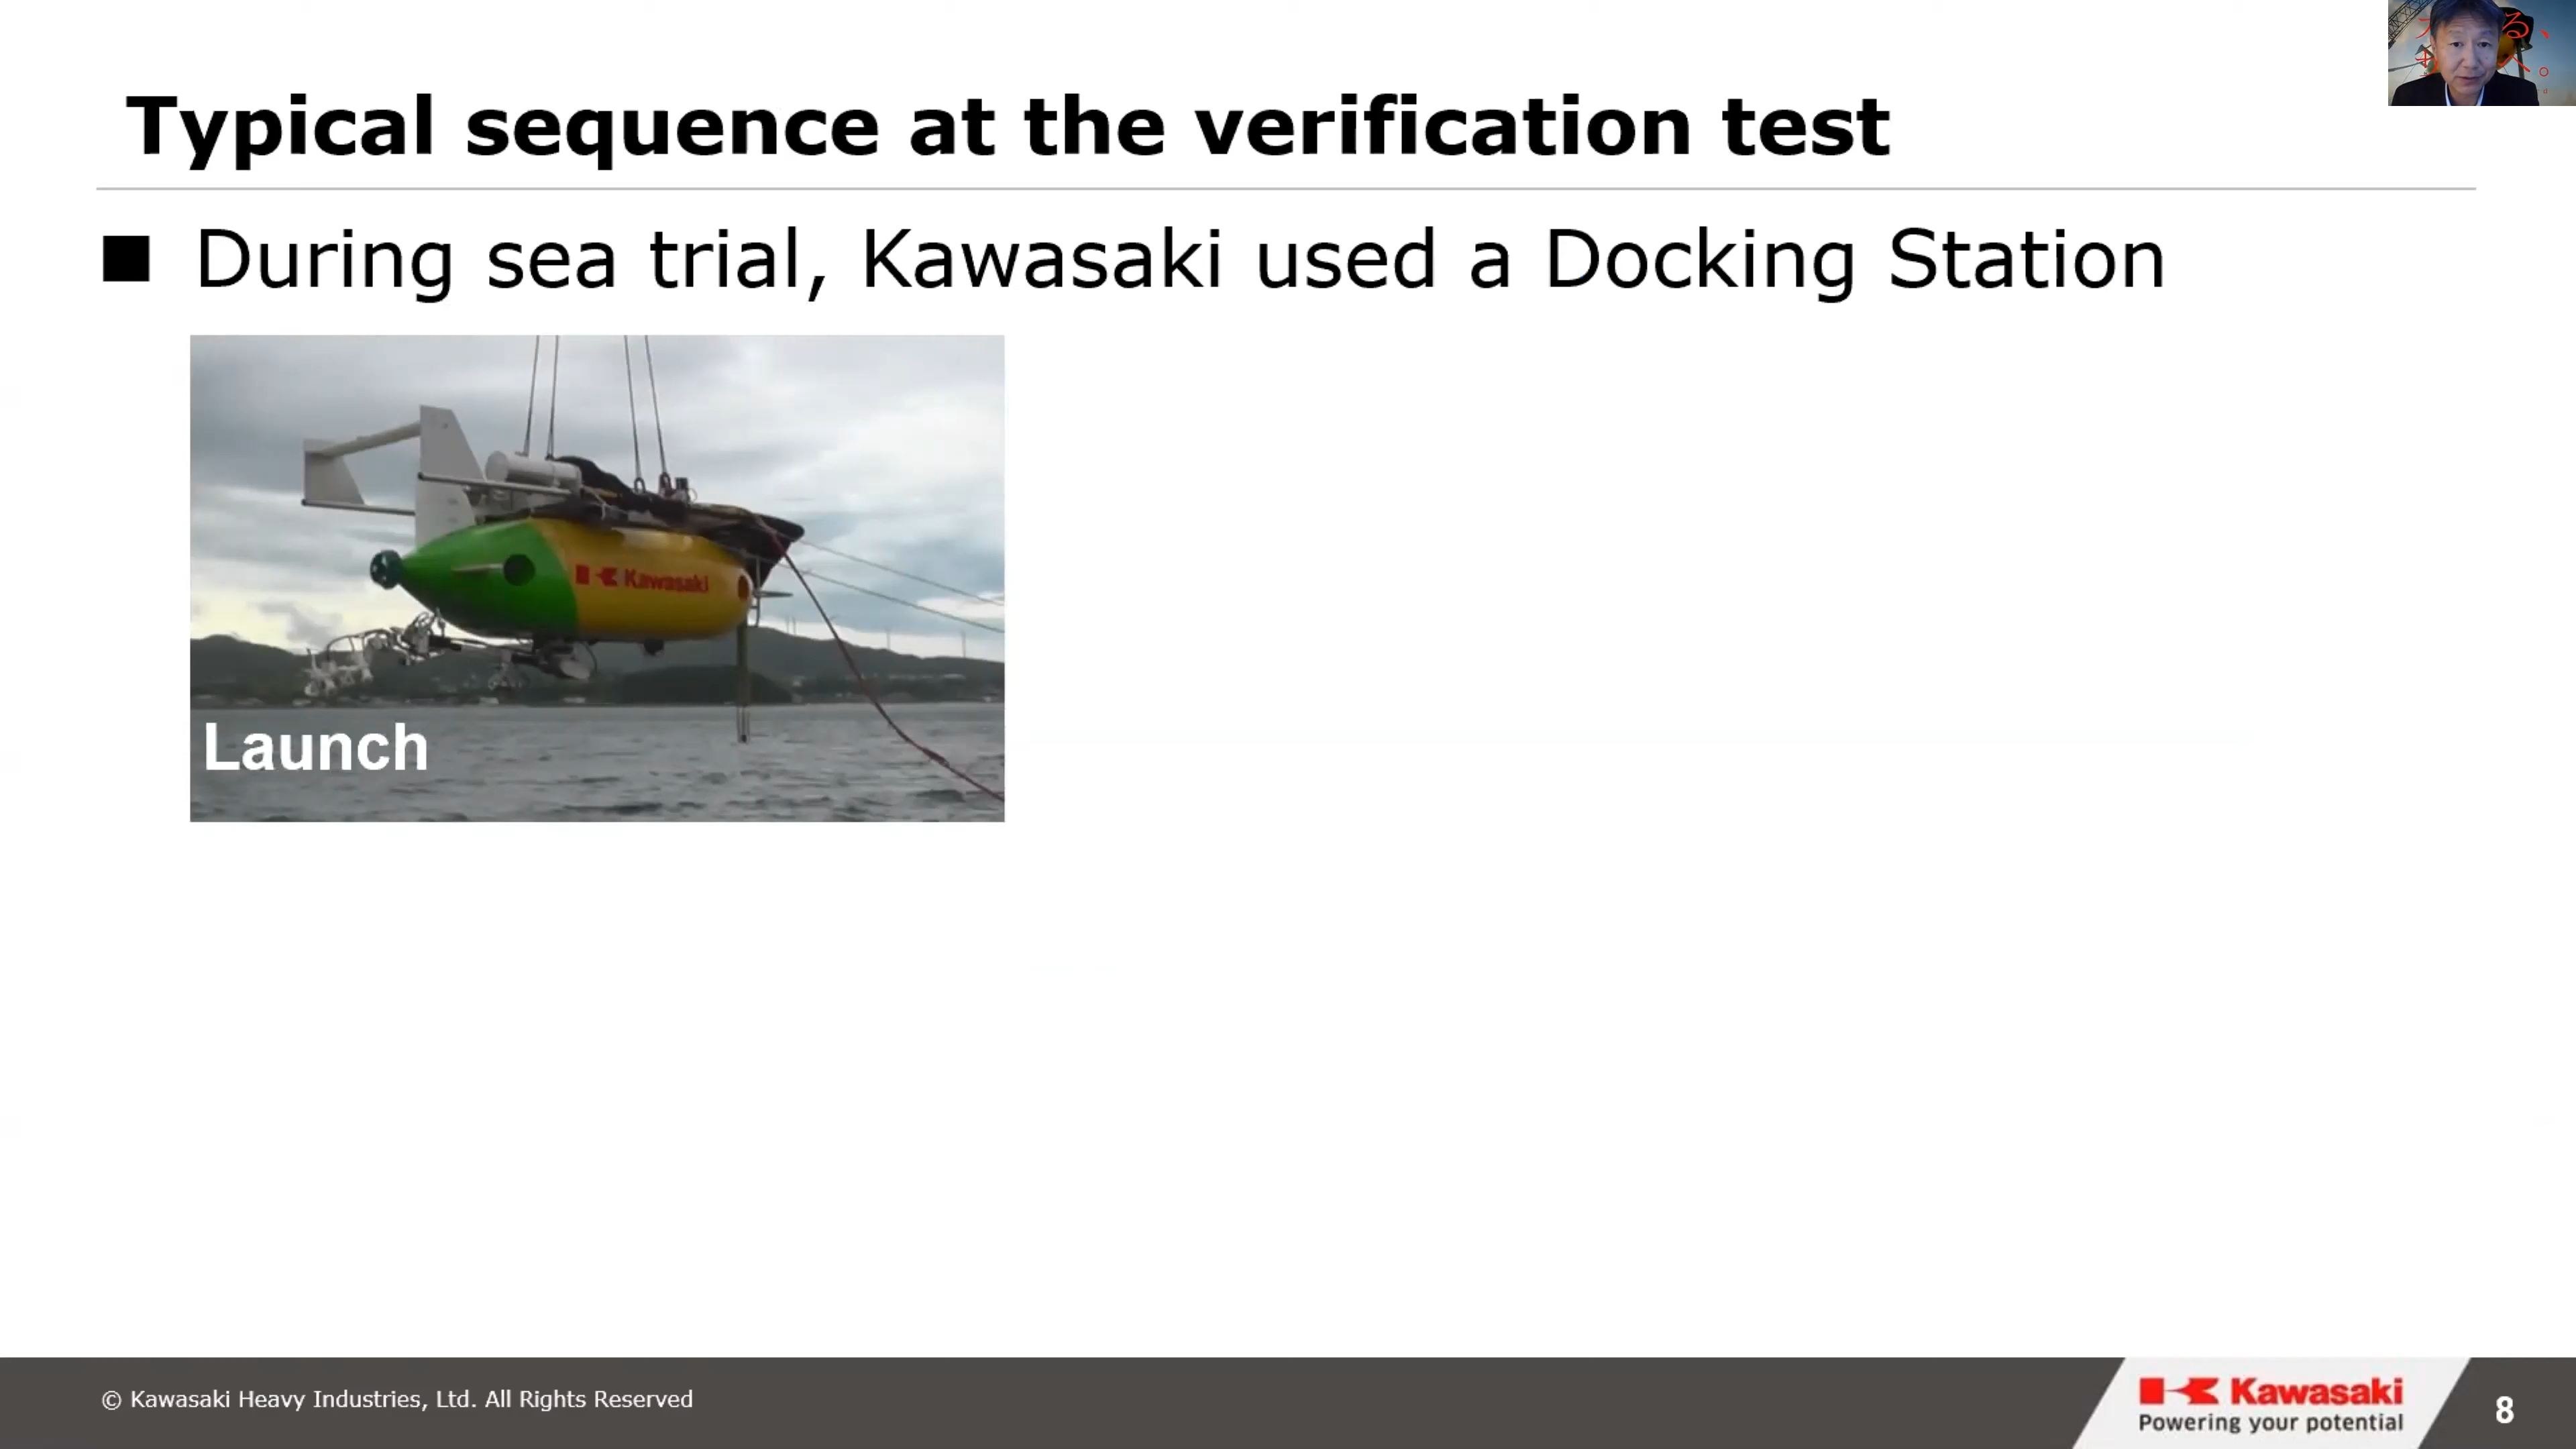 Typical sequence at the verification test
■ During sea trial, Kawasaki used a Docking Station
Kawasaki
Launch
© Kawasaki Heavy Industries, Ltd. All Rights Reserved
Kawasaki
Powering your potential
8